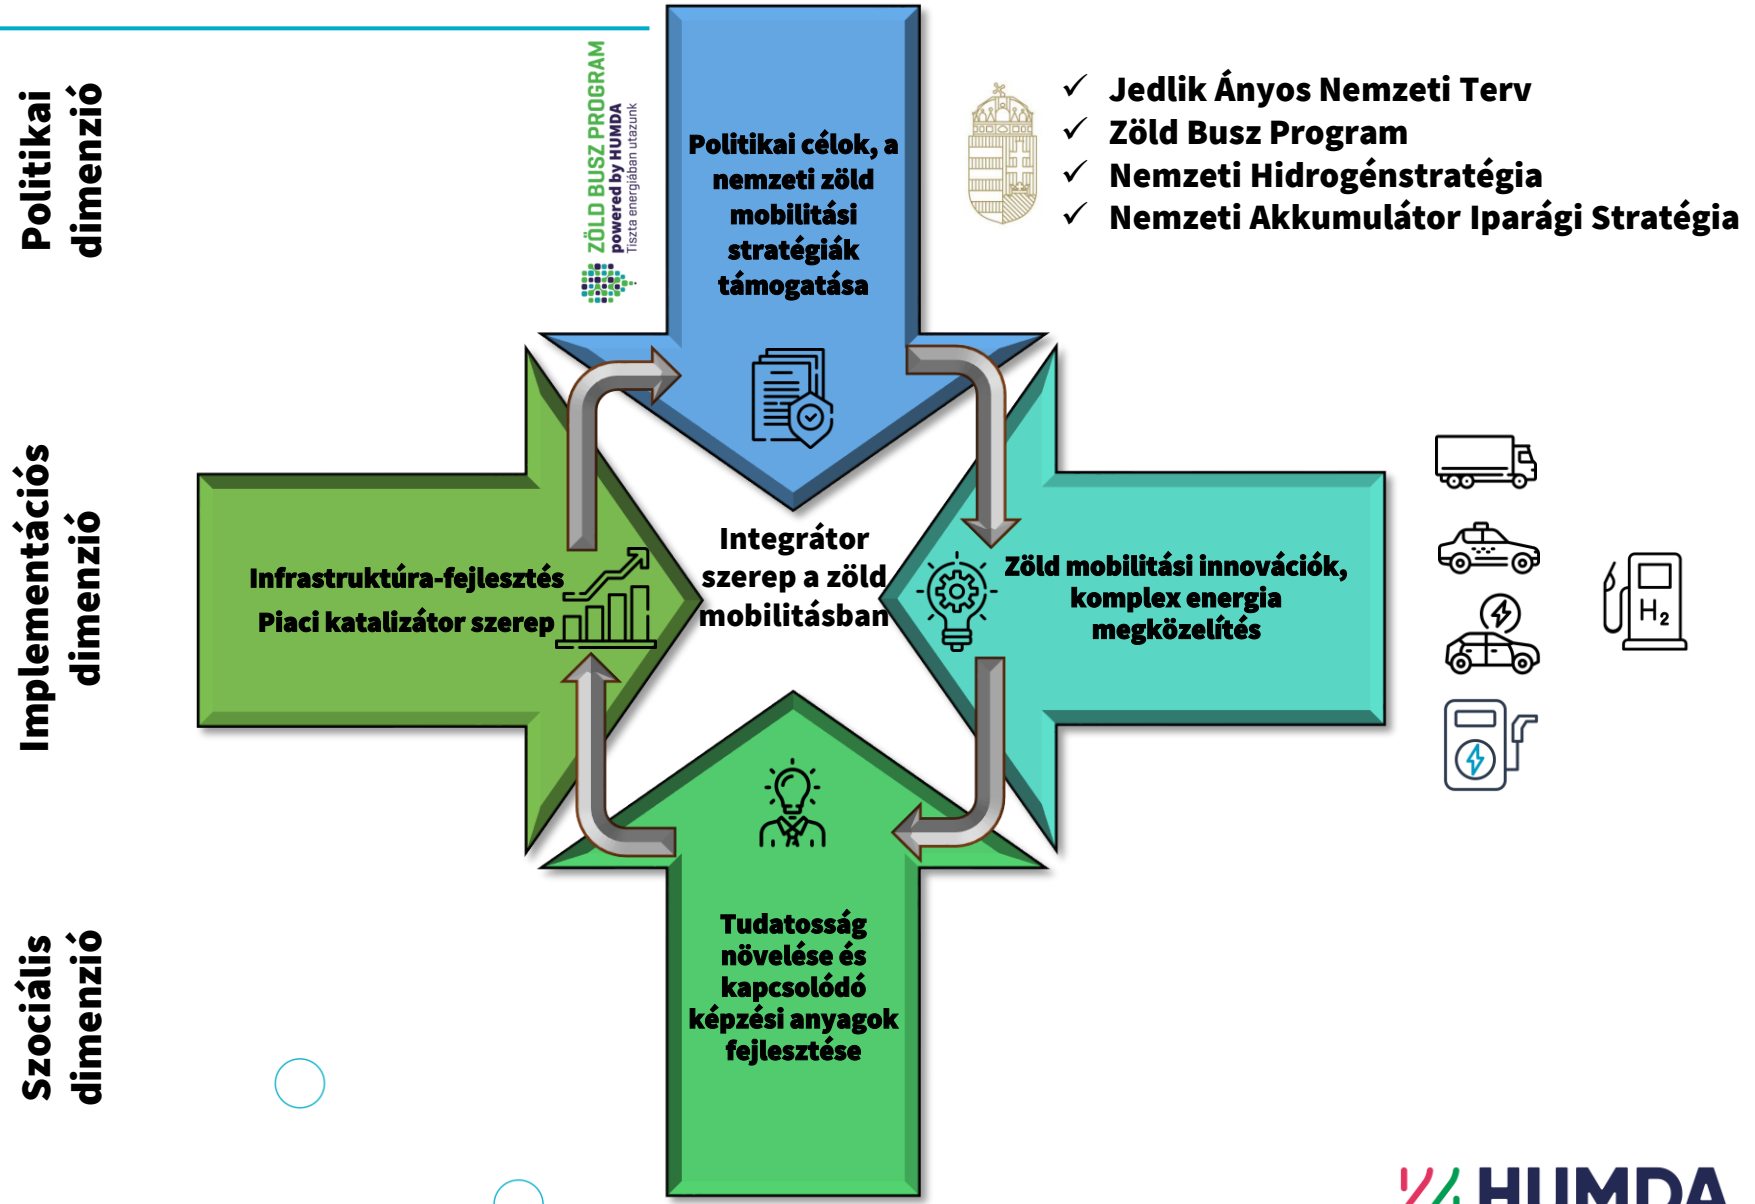 Politikai
dimenzió
ZÖLD BUSZ PROGRAM
powered by HUMDA
Tiszta energiában utazunk
Politikai célok, a
nemzeti zöld
mobilitási
stratégiák
támogatása
✓ Jedlik Ányos Nemzeti Terv
✓ Zöld Busz Program
✓ Nemzeti Hidrogénstratégia
✓ Nemzeti Akkumulátor Iparági Stratégia
Implementációs
dimenzió
Infrastruktúra-fejlesztés
Piaci katalizátor szerep
Integrátor
szerep a zöld
mobilitásban
Zöld mobilitási innovációk,
komplex energia
megközelítés
H₂
Szociális
dimenzió
Tudatosság
növelése és
kapcsolódó
képzési anyagok
fejlesztése
HUMDA